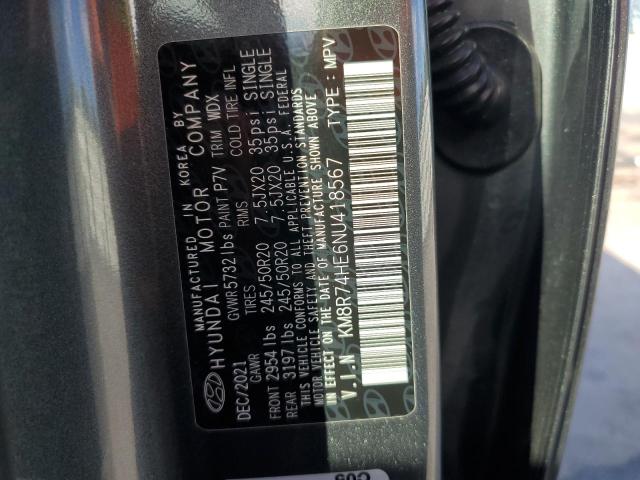 MANUFACTURED IN KOREA BY
HYUNDAI MOTOR COMPANY
DEC/2021 GVWR 5732 lbs PAINT P7V TRIM WDX
GAWR TIRES RIMS COLD TIRE INFL
FRONT 2954 lbs 245/50R20 7.5JX20 35psi SINGLE
REAR 3197 lbs 245/50R20 7.5JX20 35psi SINGLE
THIS VEHICLE CONFORMS TO ALL APPLICABLE U.S.A. FEDERAL
MOTOR VEHICLE SAFETY, AND THEFT PREVENTION STANDARDS
IN EFFECT ON THE DATE OF MANUFACTURE SHOWN ABOVE
V.I.N KM8R74HE6NU418567 TYPE : MPV